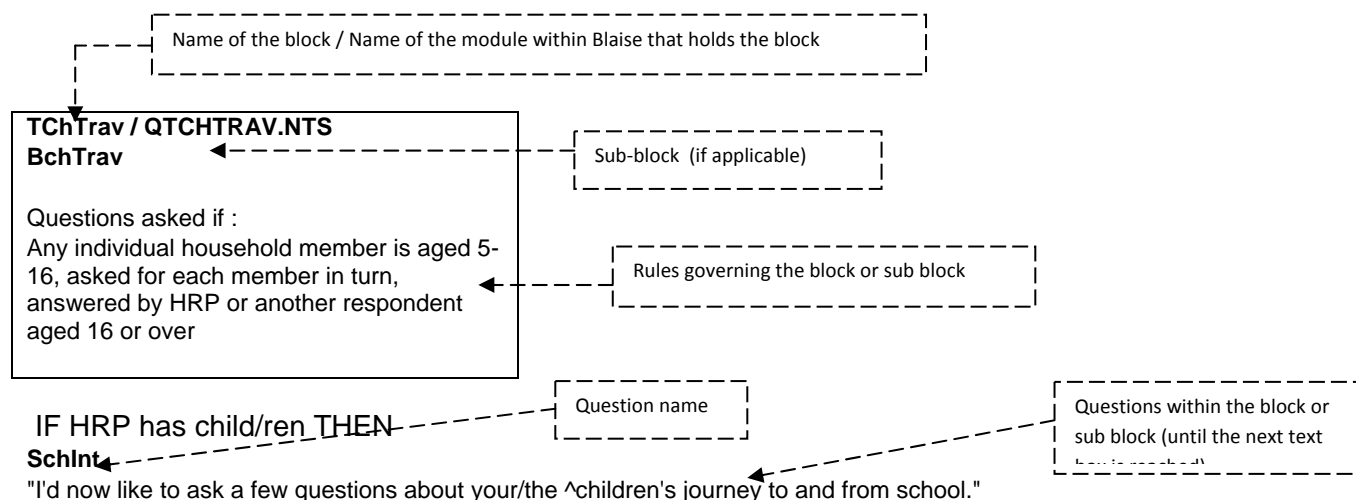 Name of the block / Name of the module within Blaise that holds the block
TChTrav / QTCHTRAV.NTS
BchTrav
Sub-block (if applicable)
Questions asked if :
Any individual household member is aged 5-
16, asked for each member in turn,
answered by HRP or another respondent
aged 16 or over
Rules governing the block or sub block
Question name
Questions within the block or
sub block (until the next text
IF HRP has child/ren THEN
SchInt
"I'd now like to ask a few questions about your/the ^children's journey to and from school."